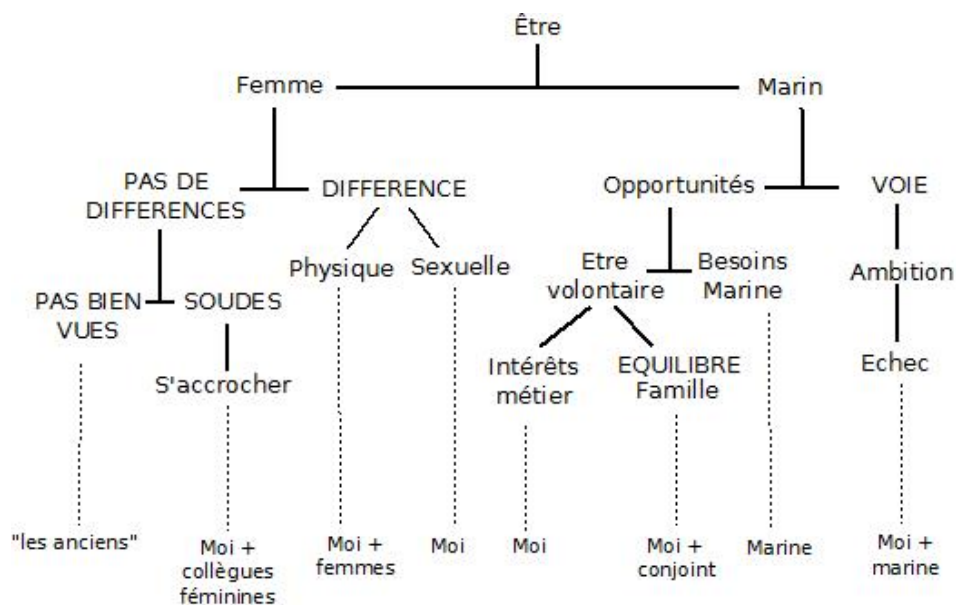 Être
Femme
Marin
PAS DE
DIFFERENCES
DIFFERENCE
Opportunités
VOIE
Physique
Sexuelle
Etre
volontaire
Besoins
Marine
Ambition
PAS BIEN
VUES
SOUDES
S'accrocher
Intérêts
métier
EQUILIBRE
Famille
Echec
"les anciens"
Moi +
collègues
féminines
Moi +
femmes
Moi
Moi
Moi +
conjoint
Marine
Moi +
marine